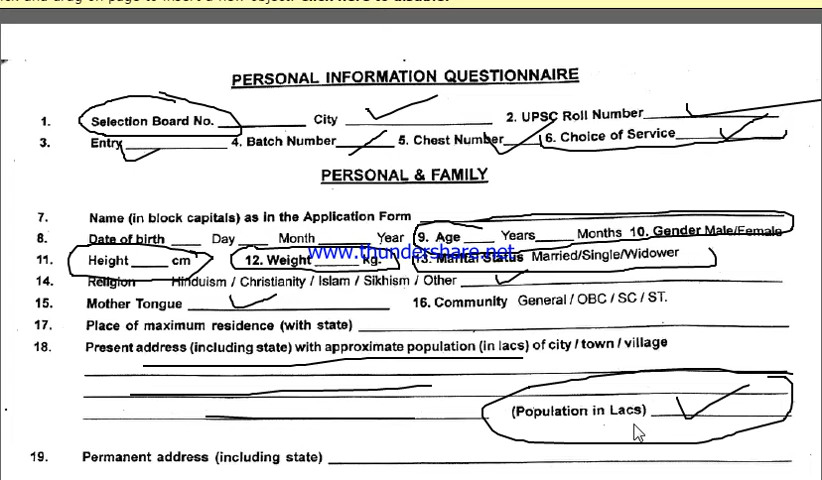 Click here to disable.
PERSONAL INFORMATION QUESTIONNAIRE
1. Selection Board No. City 2. UPSC Roll Number
3. Entry 4. Batch Number 5. Chest Number 6. Choice of Service
PERSONAL & FAMILY
7. Name (in block capitals) as in the Application Form
8. Date of birth Day Month Year 9. Age Years Months 10. Gender Male/Female
www.thundershare.net
11. Height cm 12. Weight kg. 13. Marital Status Married/Single/Widower
14. Religion Hinduism / Christianity / Islam / Sikhism / Other
15. Mother Tongue 16. Community General / OBC / SC / ST.
17. Place of maximum residence (with state)
18. Present address (including state) with approximate population (in lacs) of city / town / village
(Population in Lacs)
19. Permanent address (including state)